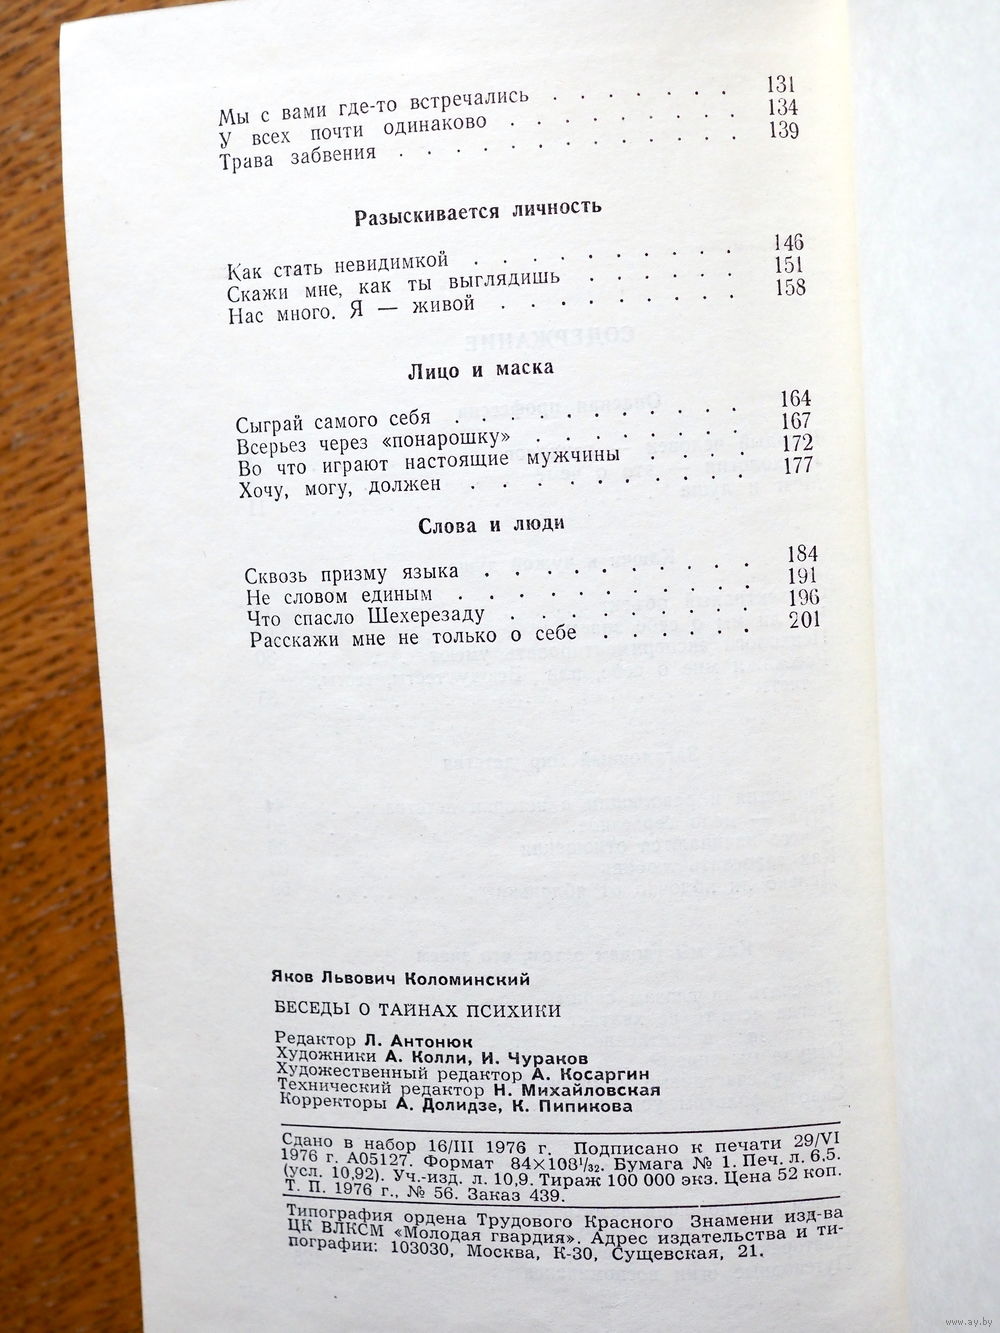 Мы с вами где-то встречались . . . . . . . 131
У всех почти одинаково . . . . . . . . . 134
Трава забвения . . . . . . . . . . . . . 139
Разыскивается личность
Как стать невидимкой . . . . . . . . . . 146
Скажи мне, как ты выглядишь . . . . . . 151
Нас много. Я — живой . . . . . . . . . 158
Лицо и маска
Сыграй самого себя . . . . . . . . . . . 164
Всерьез через «понарошку» . . . . . . . . 167
Во что играют настоящие мужчины . . . . 172
Хочу, могу, должен . . . . . . . . . . 177
Слова и люди
Сквозь призму языка . . . . . . . . . . 184
Не словом единым . . . . . . . . . . . 191
Что спасло Шехерезаду . . . . . . . . . 196
Расскажи мне не только о себе . . . . . . 201
Яков Львович Коломинский
БЕСЕДЫ О ТАЙНАХ ПСИХИКИ
Редактор Л. Антонюк
Художники А. Колли, И. Чураков
Художественный редактор А. Косаргин
Технический редактор Н. Михайловская
Корректоры А. Долидзе, К. Пипикова
Сдано в набор 16/III 1976 г. Подписано к печати 29/VI
1976 г. А05127. Формат 84×108¹/₃₂. Бумага № 1. Печ. л. 6,5.
(усл. 10,92). Уч.-изд. л. 10,9. Тираж 100 000 экз. Цена 52 коп.
Т. П. 1976 г., № 56. Заказ 439.
Типография ордена Трудового Красного Знамени изд-ва
ЦК ВЛКСМ «Молодая гвардия». Адрес издательства и ти-
пографии: 103030, Москва, К-30, Сущевская, 21.
www.ay.by